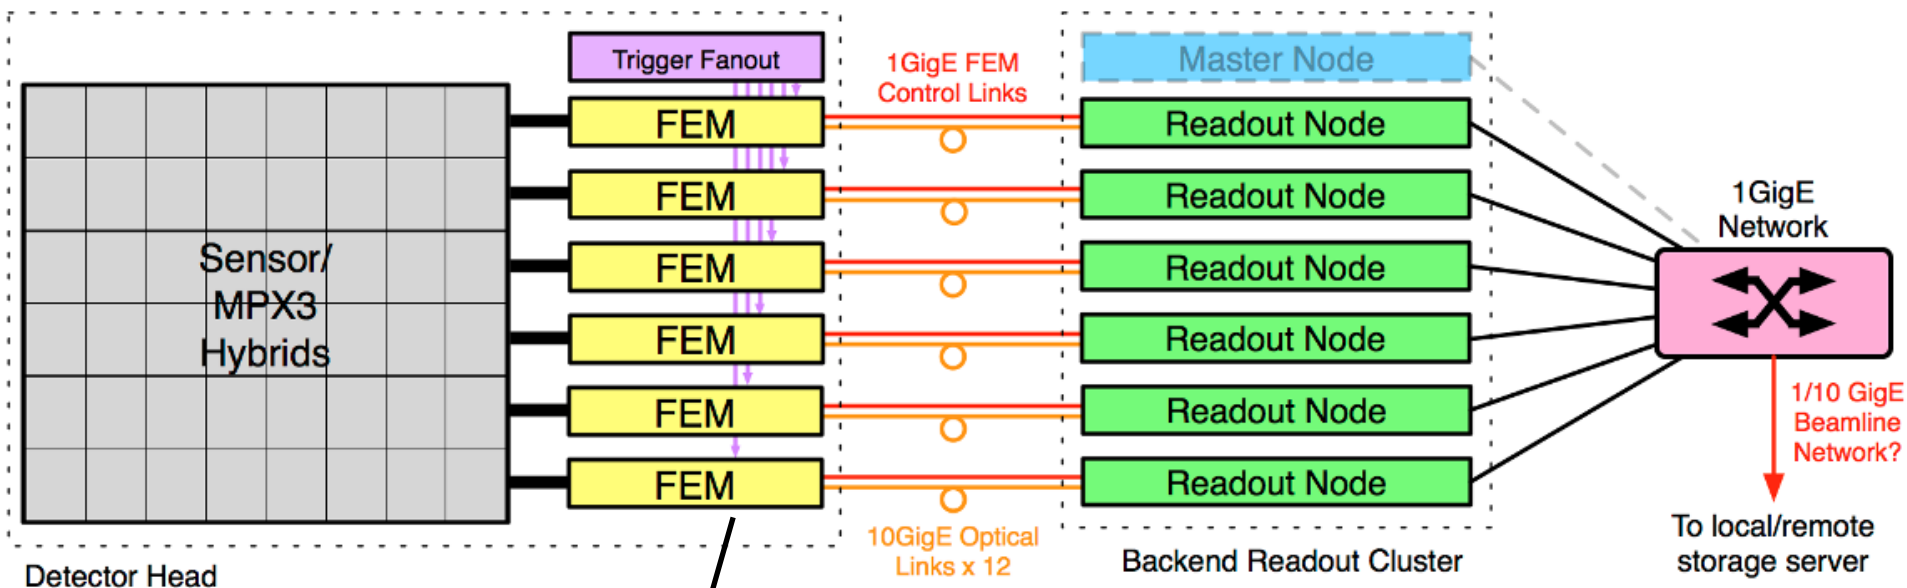 Trigger Fanout
FEM
FEM
FEM
FEM
FEM
FEM
Sensor/
MPX3
Hybrids
Detector Head
1GigE FEM
Control Links
10GigE Optical
Links x 12
Master Node
Readout Node
Readout Node
Readout Node
Readout Node
Readout Node
Readout Node
Backend Readout Cluster
1GigE
Network
1/10 GigE
Beamline
Network?
To local/remote
storage server